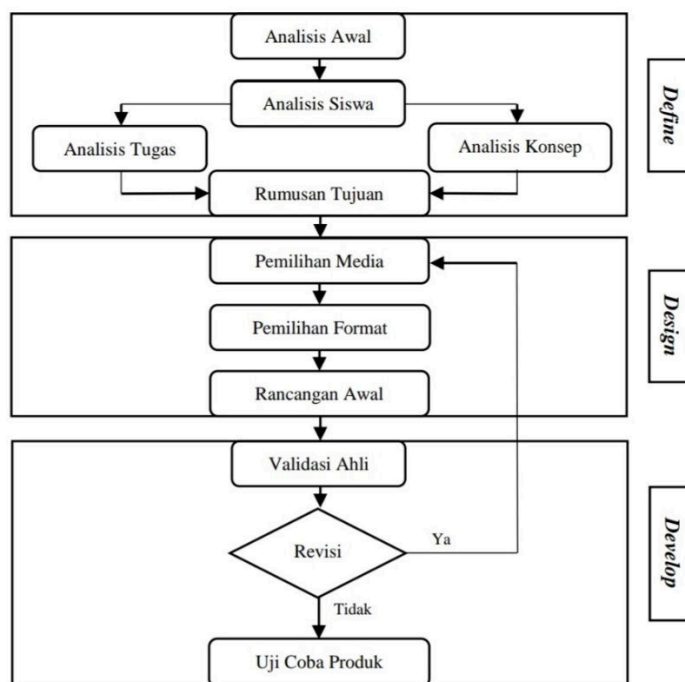 Analisis Awal
Analisis Siswa
Analisis Tugas
Analisis Konsep
Rumusan Tujuan
Define
Pemilihan Media
Pemilihan Format
Rancangan Awal
Design
Validasi Ahli
Revisi
Ya
Tidak
Uji Coba Produk
Develop